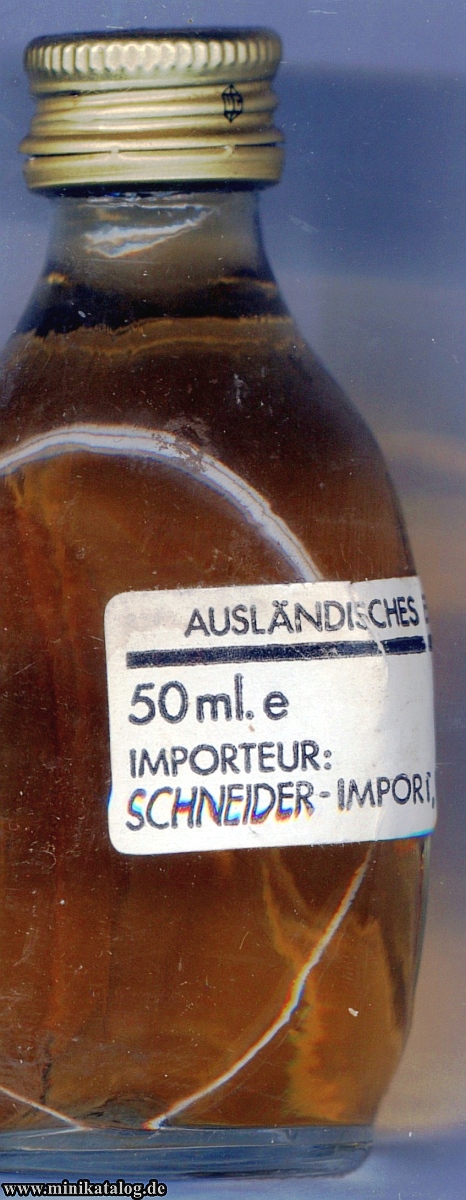 AUSLÄNDISCHES
50 ml. e
IMPORTEUR:
SCHNEIDER-IMPORT,
www.minikatalog.de